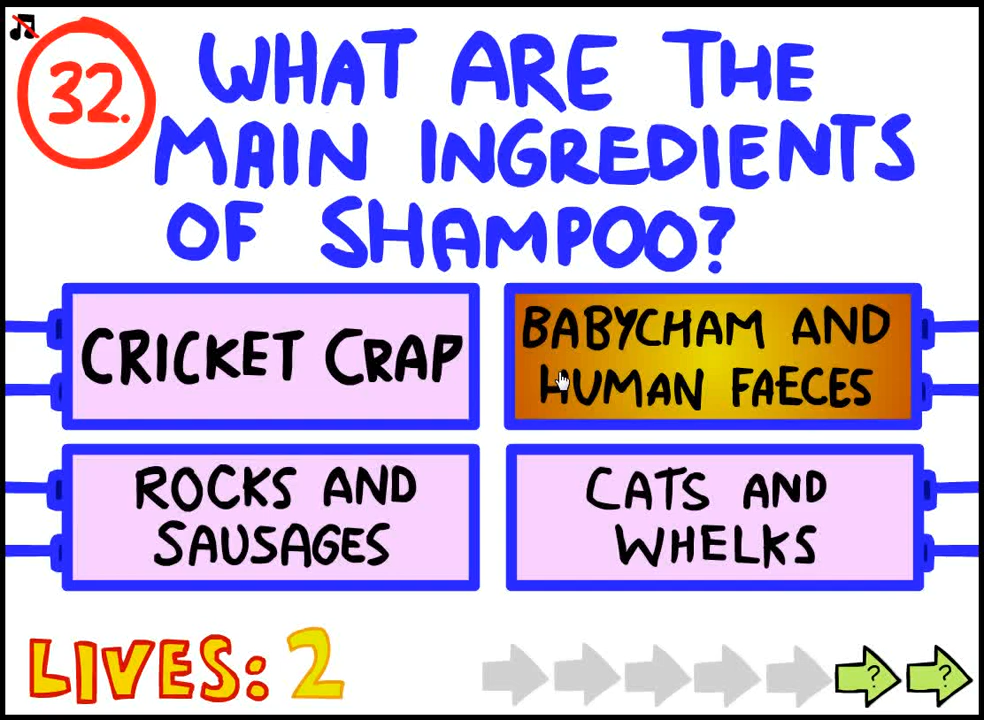 32.
WHAT ARE THE
MAIN INGREDIENTS
OF SHAMPOO?
CRICKET CRAP
BABYCHAM AND
HUMAN FAECES
ROCKS AND
SAUSAGES
CATS AND
WHELKS
LIVES: 2
? ?